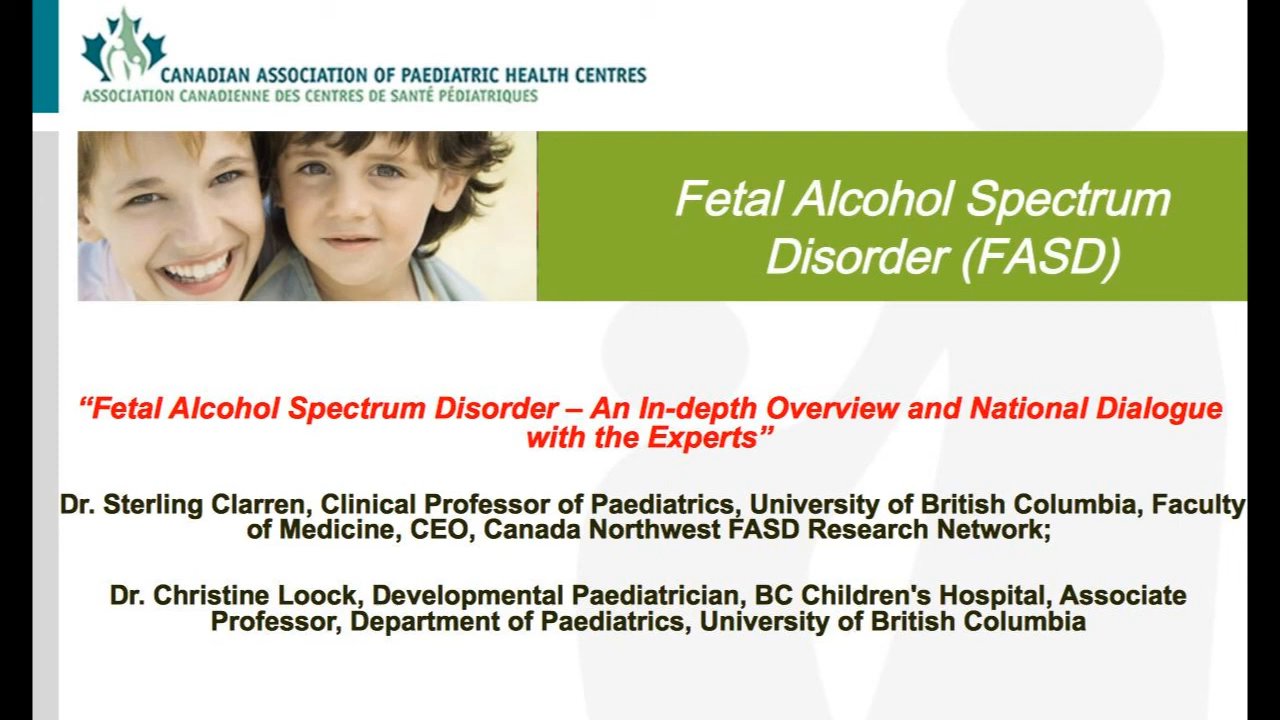 CANADIAN ASSOCIATION OF PAEDIATRIC HEALTH CENTRES
ASSOCIATION CANADIENNE DES CENTRES DE SANTÉ PÉDIATRIQUES
Fetal Alcohol Spectrum
Disorder (FASD)
“Fetal Alcohol Spectrum Disorder – An In-depth Overview and National Dialogue
with the Experts”
Dr. Sterling Clarren, Clinical Professor of Paediatrics, University of British Columbia, Faculty
of Medicine, CEO, Canada Northwest FASD Research Network;
Dr. Christine Loock, Developmental Paediatrician, BC Children's Hospital, Associate
Professor, Department of Paediatrics, University of British Columbia